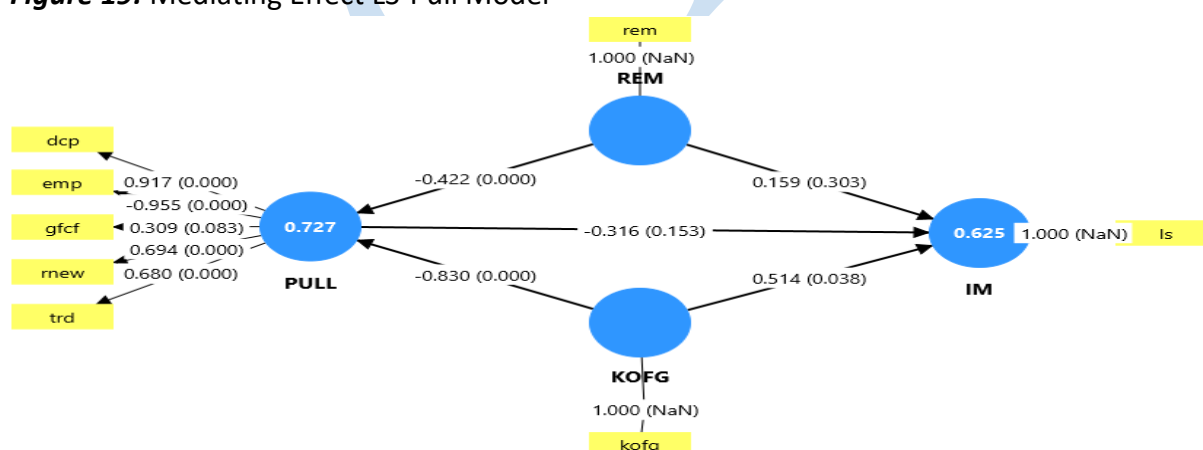 Figure 15: Mediating Effect LS-Pull Model
rem
1.000 (NaN)
REM
dcp
emp
gfcf
rnew
trd
0.917 (0.000)
-0.955 (0.000)
0.309 (0.083)
0.694 (0.000)
0.680 (0.000)
0.727
PULL
-0.422 (0.000)
0.159 (0.303)
-0.316 (0.153)
-0.830 (0.000)
0.514 (0.038)
0.625
IM
1.000 (NaN)
ls
KOFG
1.000 (NaN)
kofg